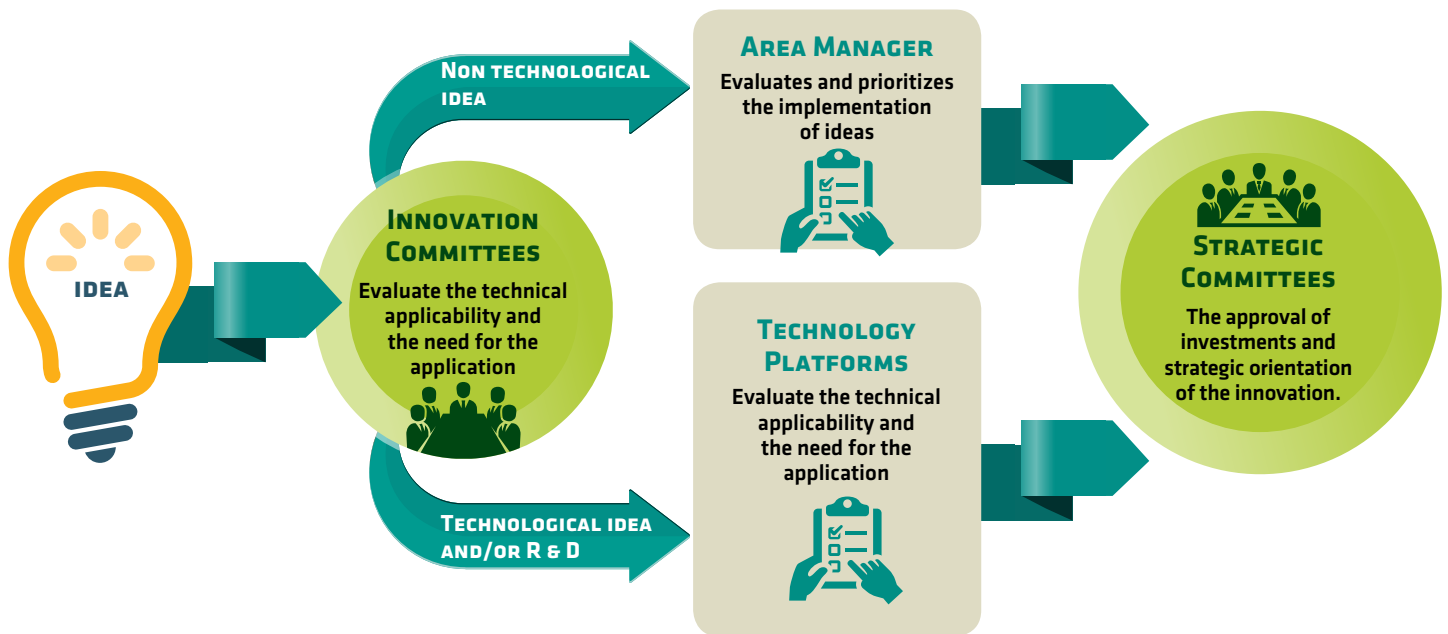 IDEA
INNOVATION
COMMITTEES
Evaluate the technical
applicability and
the need for the
application
NON TECHNOLOGICAL
IDEA
TECHNOLOGICAL IDEA
AND/OR R & D
AREA MANAGER
Evaluates and prioritizes
the implementation
of ideas
TECHNOLOGY
PLATFORMS
Evaluate the technical
applicability and
the need for the
application
STRATEGIC
COMMITTEES
The approval of
investments and
strategic orientation
of the innovation.